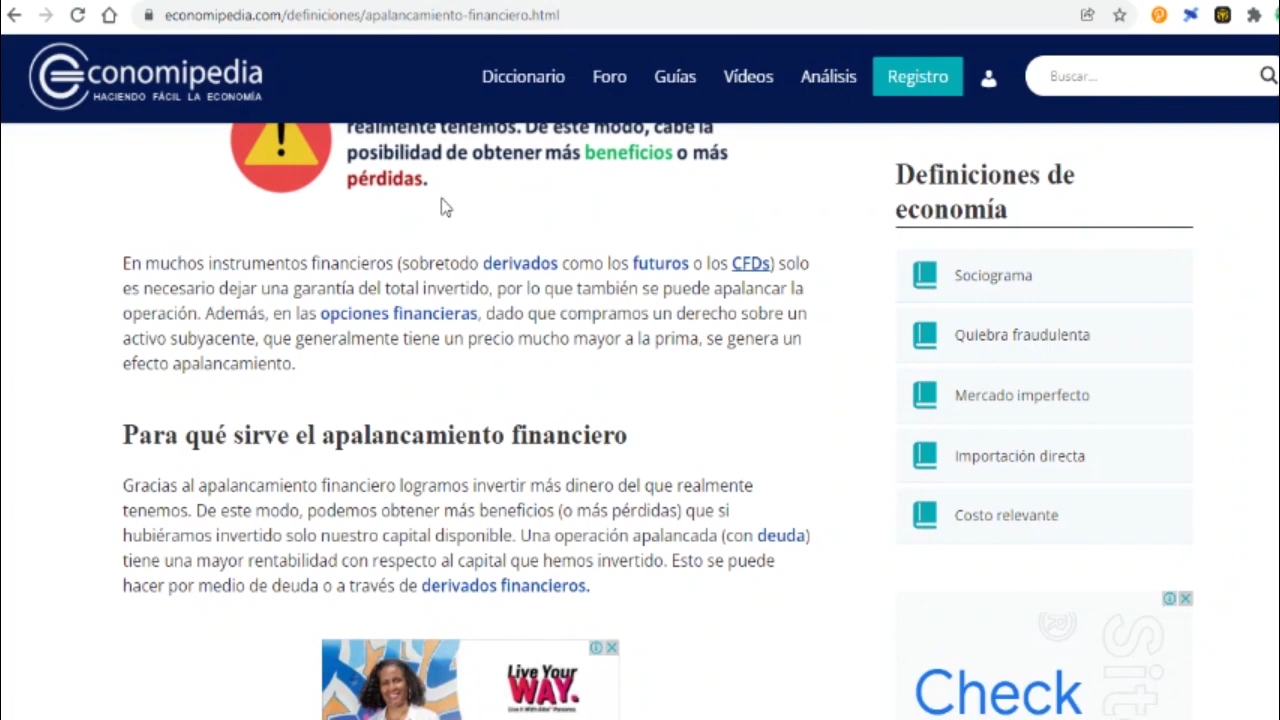 economipedia.com/definiciones/apalancamiento-financiero.html
Economipedia
HACIENDO FÁCIL LA ECONOMÍA
Diccionario
Foro
Guías
Vídeos
Análisis
Registro
Buscar...
realmente tenemos. De este modo, cabe la
posibilidad de obtener más beneficios o más
pérdidas.
En muchos instrumentos financieros (sobretodo derivados como los futuros o los CFDs) solo
es necesario dejar una garantía del total invertido, por lo que también se puede apalancar la
operación. Además, en las opciones financieras, dado que compramos un derecho sobre un
activo subyacente, que generalmente tiene un precio mucho mayor a la prima, se genera un
efecto apalancamiento.
Para qué sirve el apalancamiento financiero
Gracias al apalancamiento financiero logramos invertir más dinero del que realmente
tenemos. De este modo, podemos obtener más beneficios (o más pérdidas) que si
hubiéramos invertido solo nuestro capital disponible. Una operación apalancada (con deuda)
tiene una mayor rentabilidad con respecto al capital que hemos invertido. Esto se puede
hacer por medio de deuda o a través de derivados financieros.
LIVE YOUR
WAY.
Definiciones de
economía
Sociograma
Quiebra fraudulenta
Mercado imperfecto
Importación directa
Costo relevante
Check
Sit